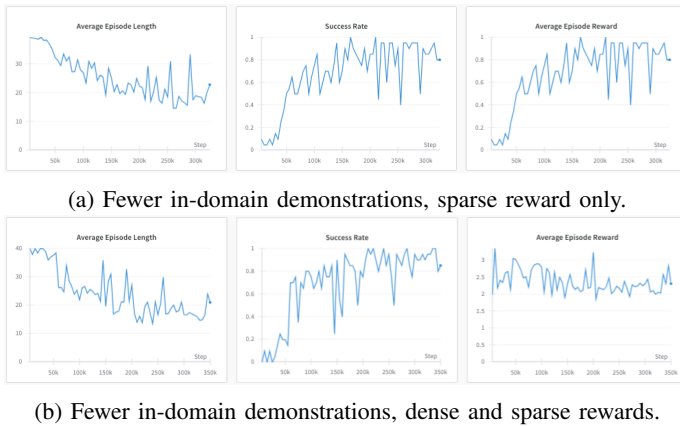 Average Episode Length
Success Rate
Average Episode Reward
30
20
10
0
Step
50k
100k
150k
200k
250k
300k
1
0.8
0.6
0.4
0.2
0
Step
50k
100k
150k
200k
250k
300k
1
0.8
0.6
0.4
0.2
0
Step
50k
100k
150k
200k
250k
300k
(a) Fewer in-domain demonstrations, sparse reward only.
Average Episode Length
Success Rate
Average Episode Reward
40
30
20
10
0
Step
50k
100k
150k
200k
250k
300k
350k
1
0.8
0.6
0.4
0.2
0
Step
50k
100k
150k
200k
250k
300k
350k
3
2.5
2
1.5
1
0.5
0
Step
50k
100k
150k
200k
250k
300k
350k
(b) Fewer in-domain demonstrations, dense and sparse rewards.